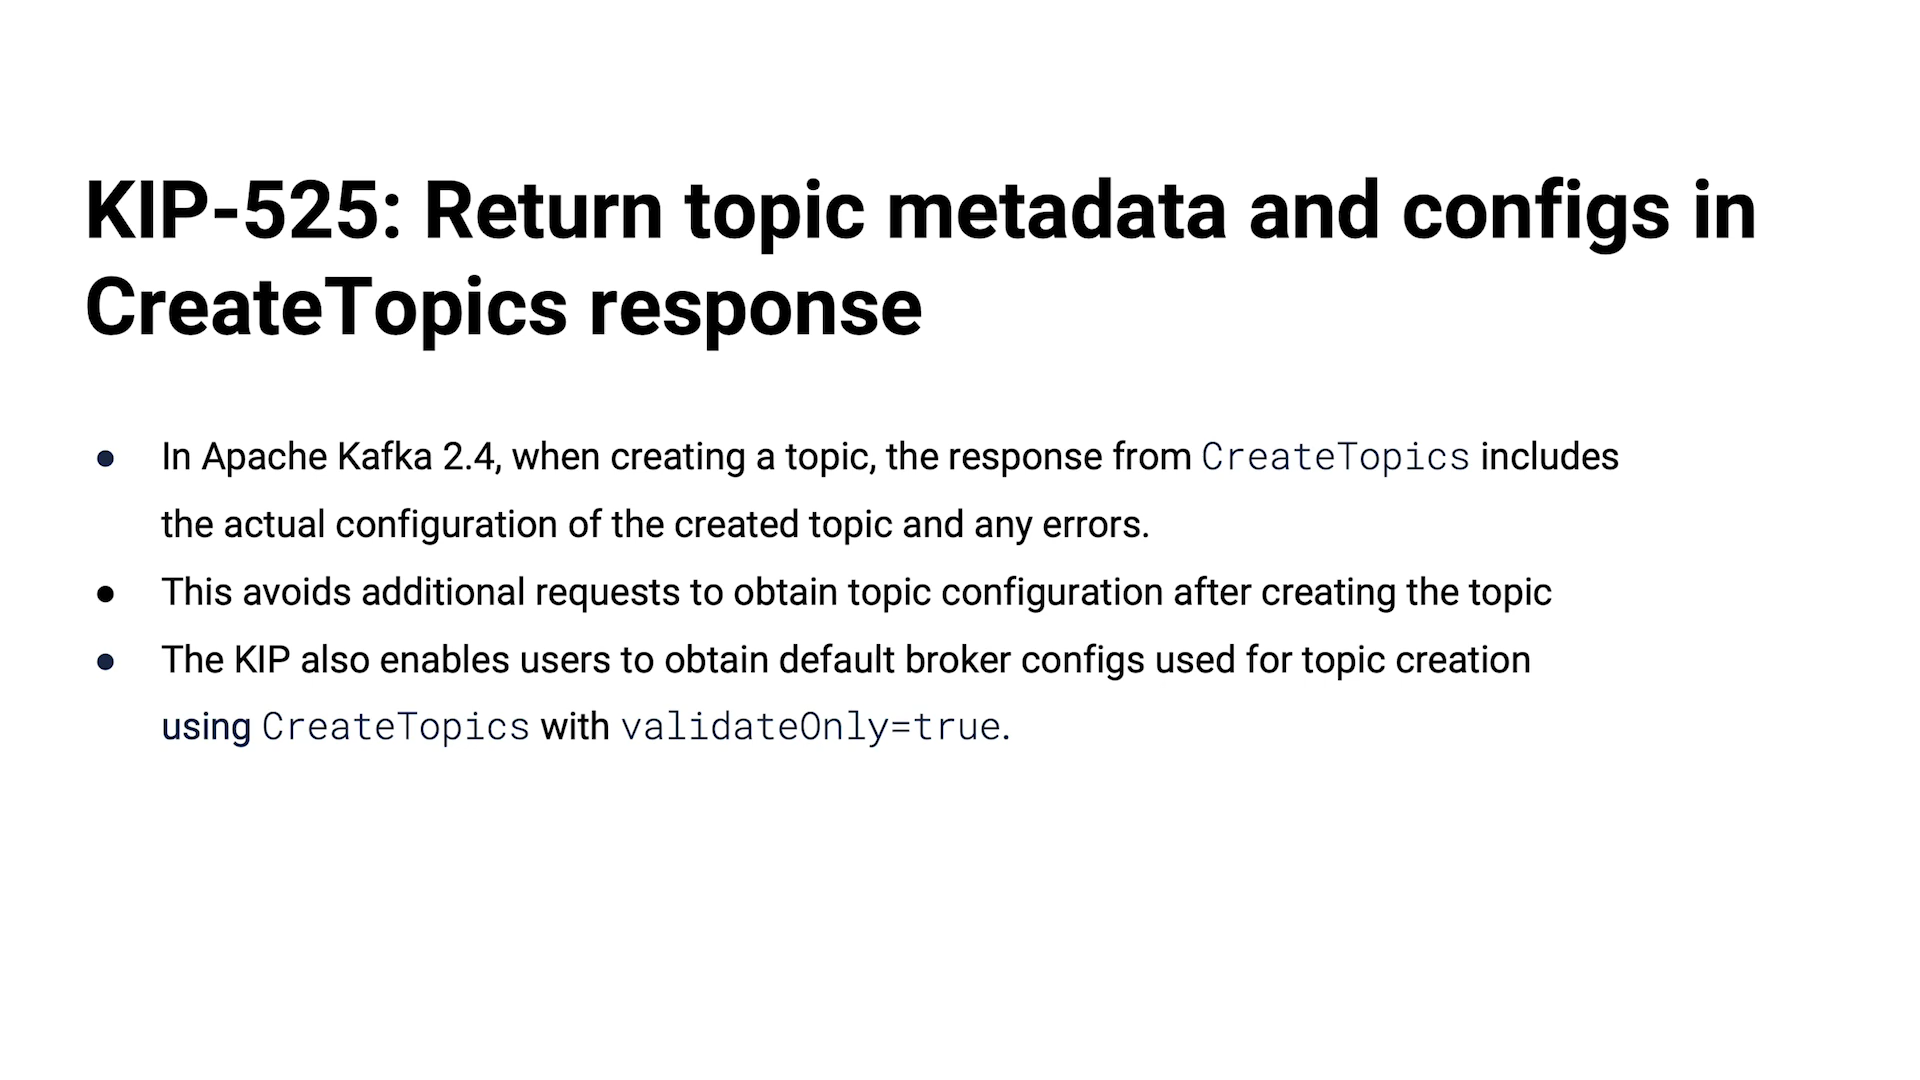 KIP-525: Return topic metadata and configs in
CreateTopics response
● In Apache Kafka 2.4, when creating a topic, the response from CreateTopics includes
the actual configuration of the created topic and any errors.
● This avoids additional requests to obtain topic configuration after creating the topic
● The KIP also enables users to obtain default broker configs used for topic creation
using CreateTopics with validateOnly=true.